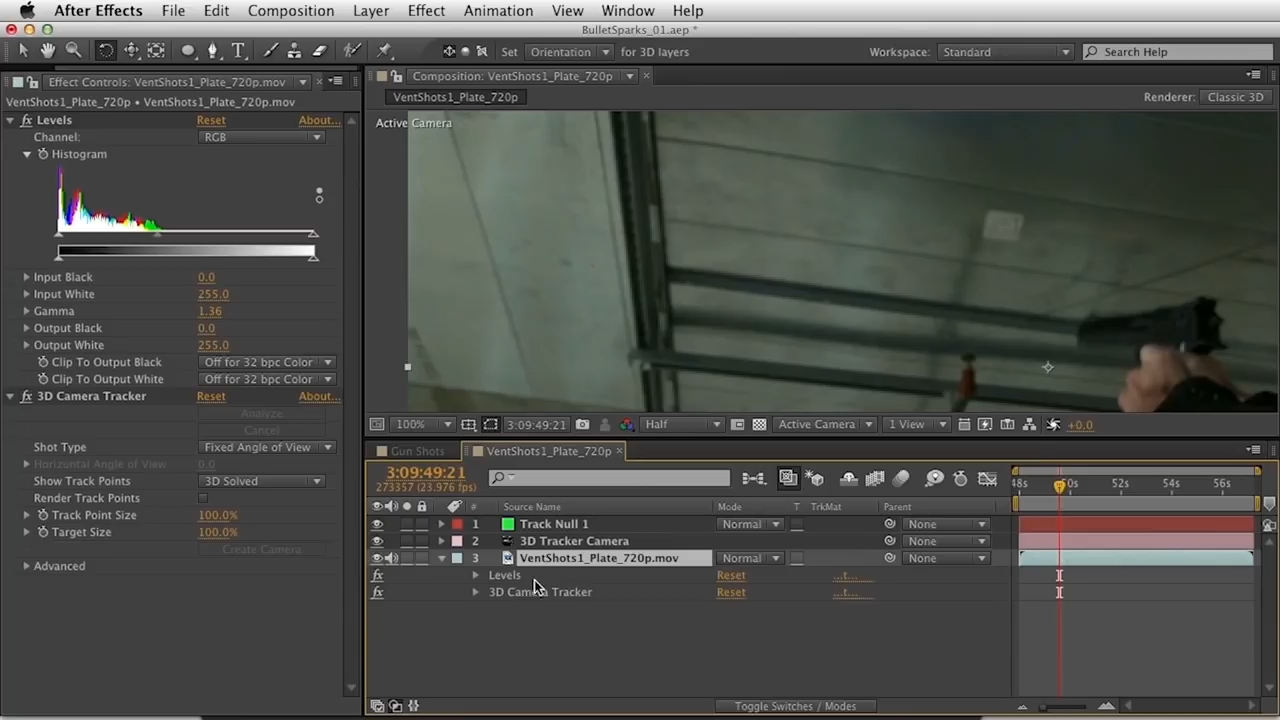 After Effects File Edit Composition Layer Effect Animation View Window Help
BulletSparks_01.aep *
T Set Orientation for 3D layers Workspace: Standard Search Help
Effect Controls: VentShots1_Plate_720p.mov
VentShots1_Plate_720p • VentShots1_Plate_720p.mov
fx Levels Reset About...
Channel: RGB
Histogram
Input Black 0.0
Input White 255.0
Gamma 1.36
Output Black 0.0
Output White 255.0
Clip To Output Black Off for 32 bpc Color
Clip To Output White Off for 32 bpc Color
fx 3D Camera Tracker Reset About...
Analyze
Cancel
Shot Type Fixed Angle of View
Horizontal Angle of View 0.0
Show Track Points 3D Solved
Render Track Points
Track Point Size 100.0%
Target Size 100.0%
Create Camera
Advanced
Composition: VentShots1_Plate_720p
VentShots1_Plate_720p Renderer: Classic 3D
Active Camera
100% 3:09:49:21 Half Active Camera 1 View +0.0
Gun Shots VentShots1_Plate_720p
3:09:49:21
273357 (23.976 fps)
48s 50s 52s 54s 56s
# Source Name Mode T TrkMat Parent
1 Track Null 1 Normal None
2 3D Tracker Camera None
3 VentShots1_Plate_720p.mov Normal None
fx Levels Reset ...t...
fx 3D Camera Tracker Reset ...t...
Toggle Switches / Modes